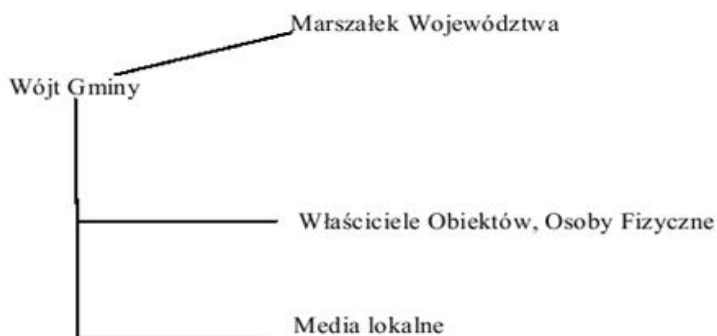 Marszałek Województwa
Wójt Gminy
Właściciele Obiektów, Osoby Fizyczne
Media lokalne